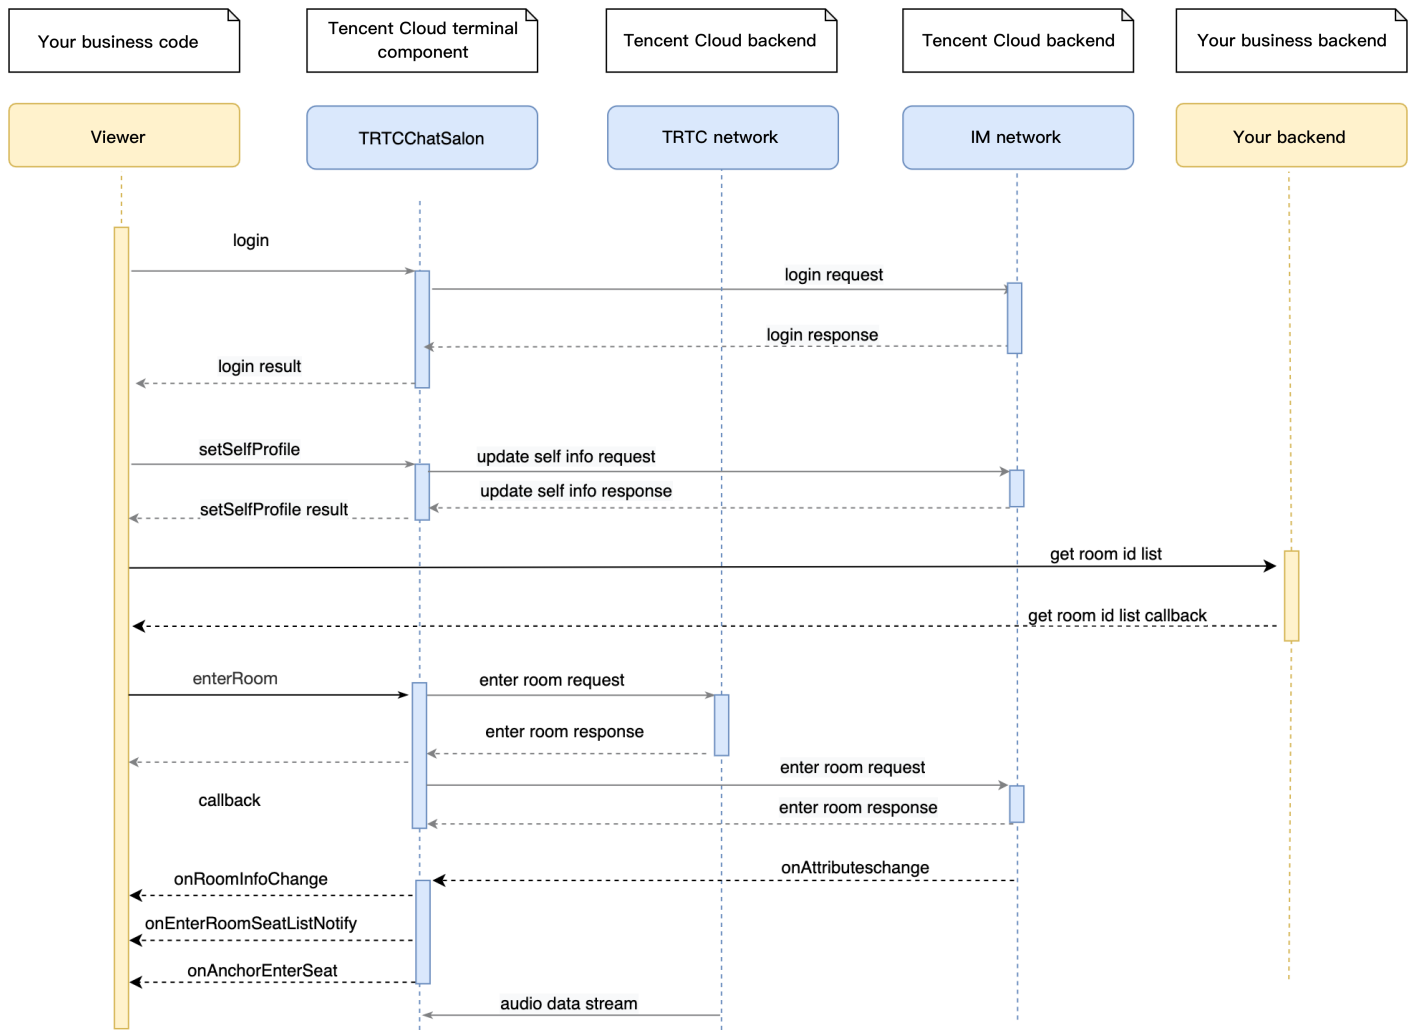 Your business code
Tencent Cloud terminal
component
Tencent Cloud backend
Tencent Cloud backend
Your business backend
Viewer
TRTCChatSalon
TRTC network
IM network
Your backend
login
login request
login response
login result
setSelfProfile
update self info request
update self info response
setSelfProfile result
get room id list
get room id list callback
enterRoom
enter room request
enter room response
enter room request
callback
enter room response
onAttributeschange
onRoomInfoChange
onEnterRoomSeatListNotify
onAnchorEnterSeat
audio data stream